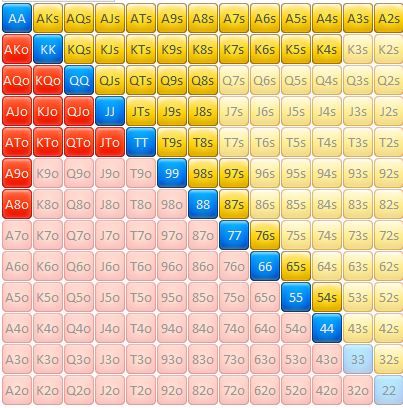 AA AKs AQs AJs ATs A9s A8s A7s A6s A5s A4s A3s A2s
AKo KK KQs KJs KTs K9s K8s K7s K6s K5s K4s K3s K2s
AQo KQo QQ QJs QTs Q9s Q8s Q7s Q6s Q5s Q4s Q3s Q2s
AJo KJo QJo JJ JTs J9s J8s J7s J6s J5s J4s J3s J2s
ATo KTo QTo JTo TT T9s T8s T7s T6s T5s T4s T3s T2s
A9o K9o Q9o J9o T9o 99 98s 97s 96s 95s 94s 93s 92s
A8o K8o Q8o J8o T8o 98o 88 87s 86s 85s 84s 83s 82s
A7o K7o Q7o J7o T7o 97o 87o 77 76s 75s 74s 73s 72s
A6o K6o Q6o J6o T6o 96o 86o 76o 66 65s 64s 63s 62s
A5o K5o Q5o J5o T5o 95o 85o 75o 65o 55 54s 53s 52s
A4o K4o Q4o J4o T4o 94o 84o 74o 64o 54o 44 43s 42s
A3o K3o Q3o J3o T3o 93o 83o 73o 63o 53o 43o 33 32s
A2o K2o Q2o J2o T2o 92o 82o 72o 62o 52o 42o 32o 22